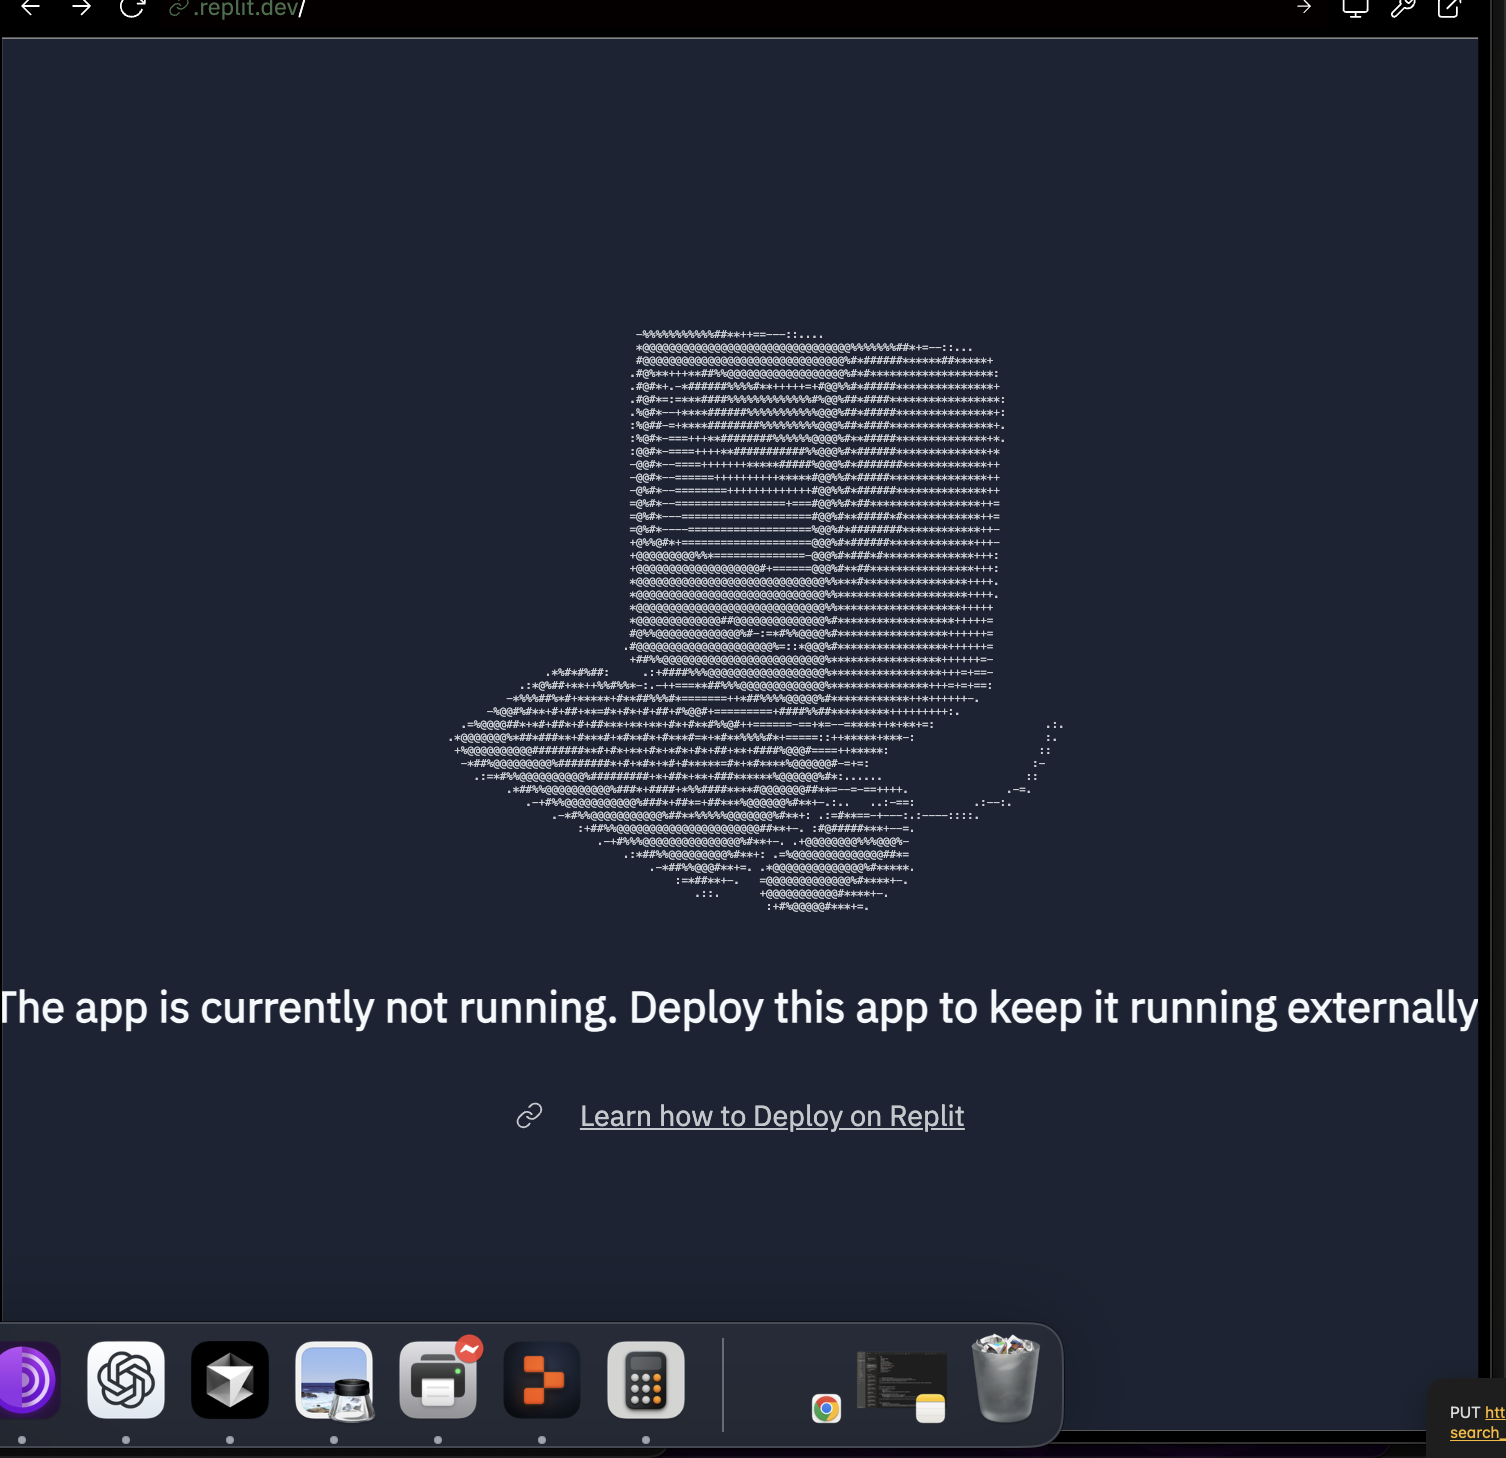 .replit.dev/
The app is currently not running. Deploy this app to keep it running externally
Learn how to Deploy on Replit
PUT htt
search_